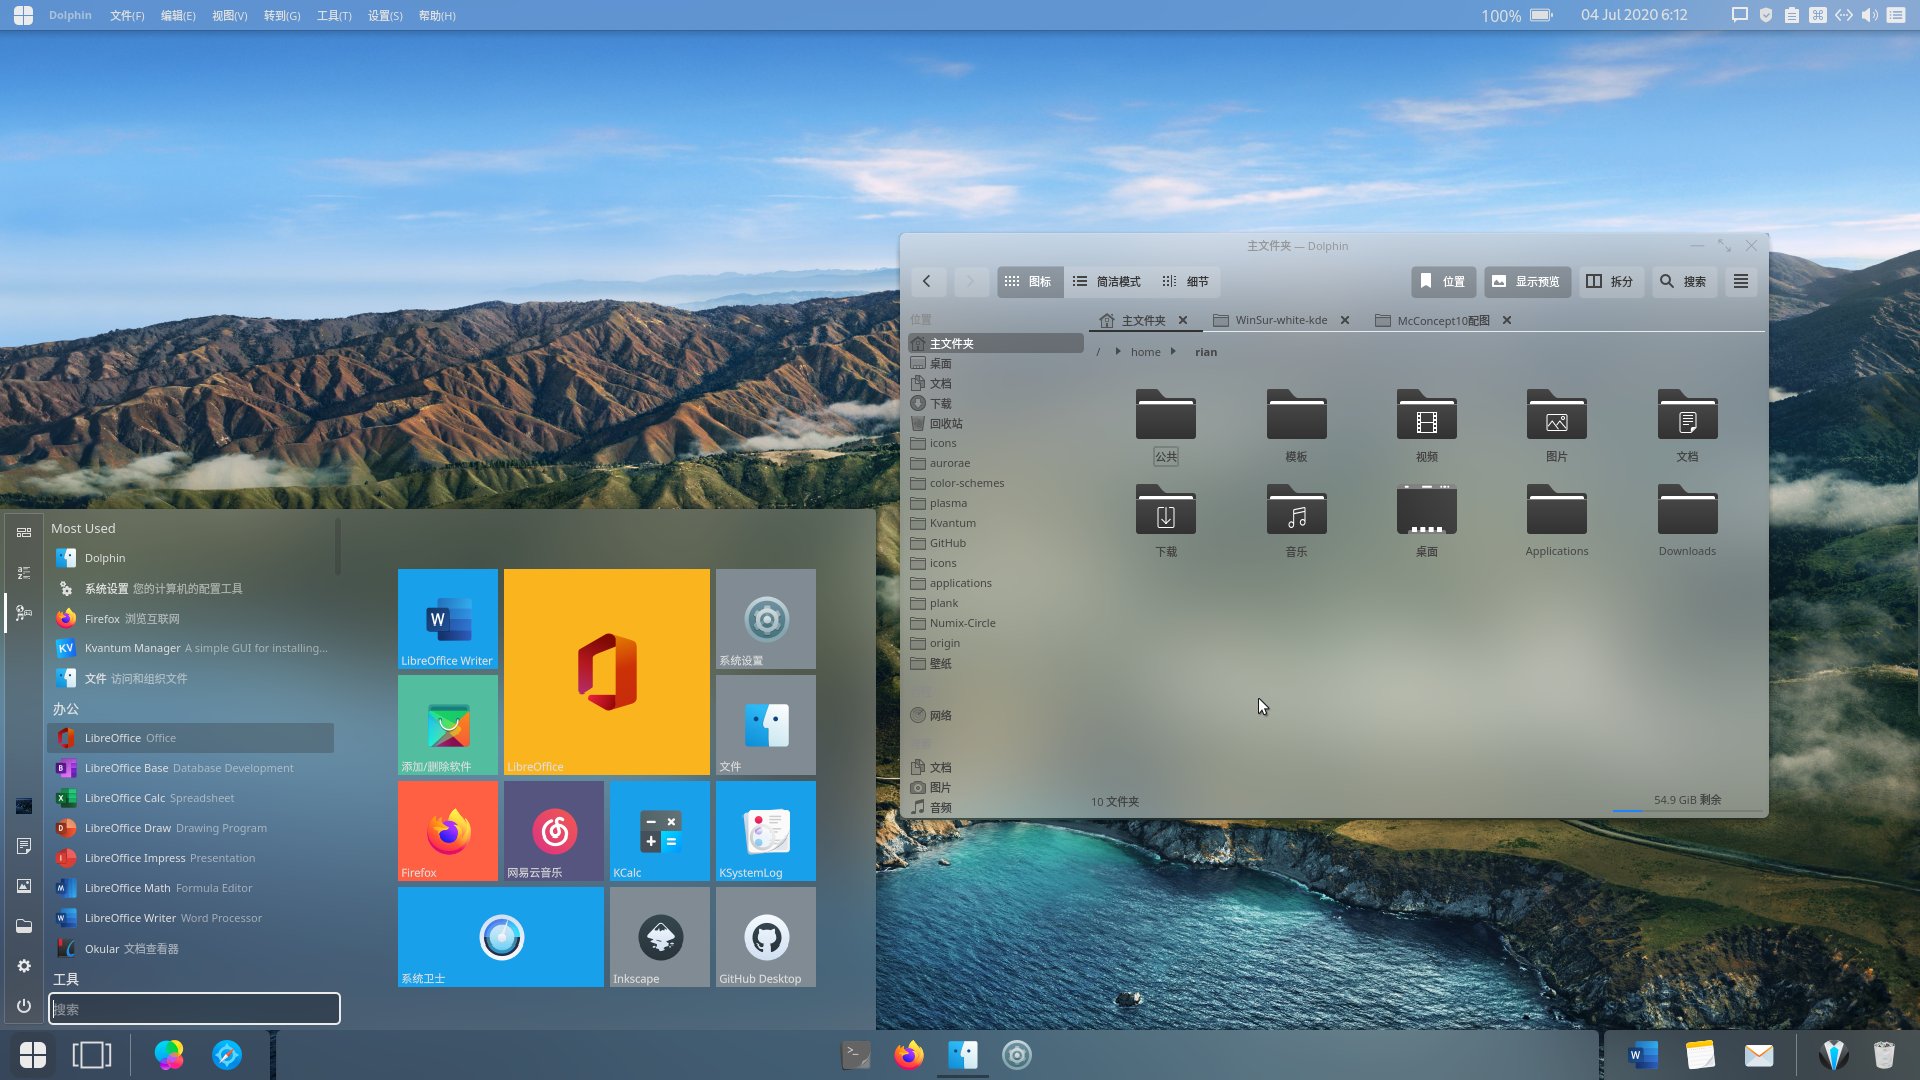 Dolphin 文件(F) 编辑(E) 视图(V) 转到(G) 工具(T) 设置(S) 帮助(H)
100% 04 Jul 2020 6:12
主文件夹 — Dolphin
图标 简洁模式 细节 位置 显示预览 拆分 搜索
位置
主文件夹 WinSur-white-kde McConcept10配图
/ home rian
主文件夹
桌面
文档
下载
回收站
icons
aurorae
color-schemes
plasma
Kvantum
GitHub
icons
applications
plank
Numix-Circle
origin
壁纸
网络
文档
图片
音频
公共 模板 视频 图片 文档
下载 音乐 桌面 Applications Downloads
10 文件夹
54.9 GiB 剩余
Most Used
Dolphin
系统设置 您的计算机的配置工具
Firefox 浏览互联网
KV
Kvantum Manager A simple GUI for installing...
文件 访问和组织文件
办公
LibreOffice Office
LibreOffice Base Database Development
LibreOffice Calc Spreadsheet
LibreOffice Draw Drawing Program
LibreOffice Impress Presentation
LibreOffice Math Formula Editor
LibreOffice Writer Word Processor
Okular 文档查看器
工具
搜索
W
LibreOffice Writer
LibreOffice
系统设置
添加/删除软件
文件
Firefox
网易云音乐
KCalc
KSystemLog
系统卫士
Inkscape
GitHub Desktop
W